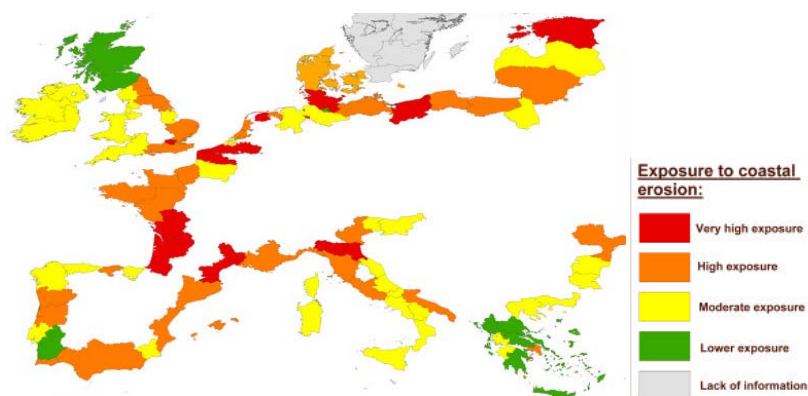 Exposure to coastal
erosion:
Very high exposure
High exposure
Moderate exposure
Lower exposure
Lack of information